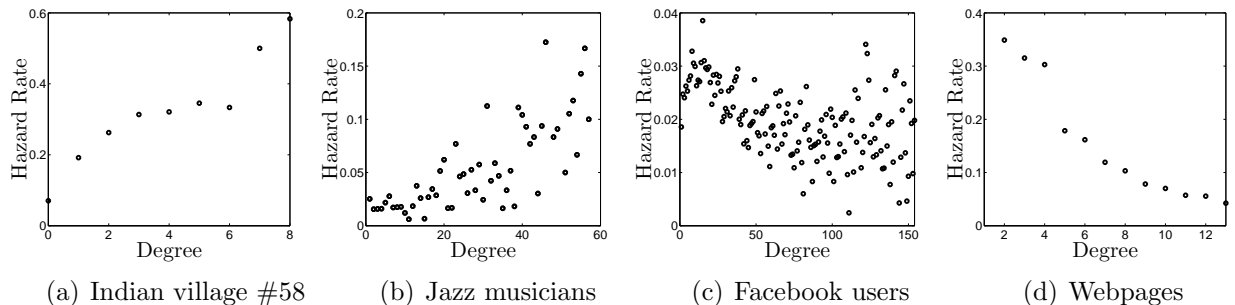 Hazard Rate
0.6
0.4
0.2
0
0 2 4 6 8
Degree
(a) Indian village #58
Hazard Rate
0.2
0.15
0.1
0.05
0
0 20 40 60
Degree
(b) Jazz musicians
Hazard Rate
0.04
0.03
0.02
0.01
0
0 50 100 150
Degree
(c) Facebook users
Hazard Rate
0.4
0.3
0.2
0.1
0
2 4 6 8 10 12
Degree
(d) Webpages